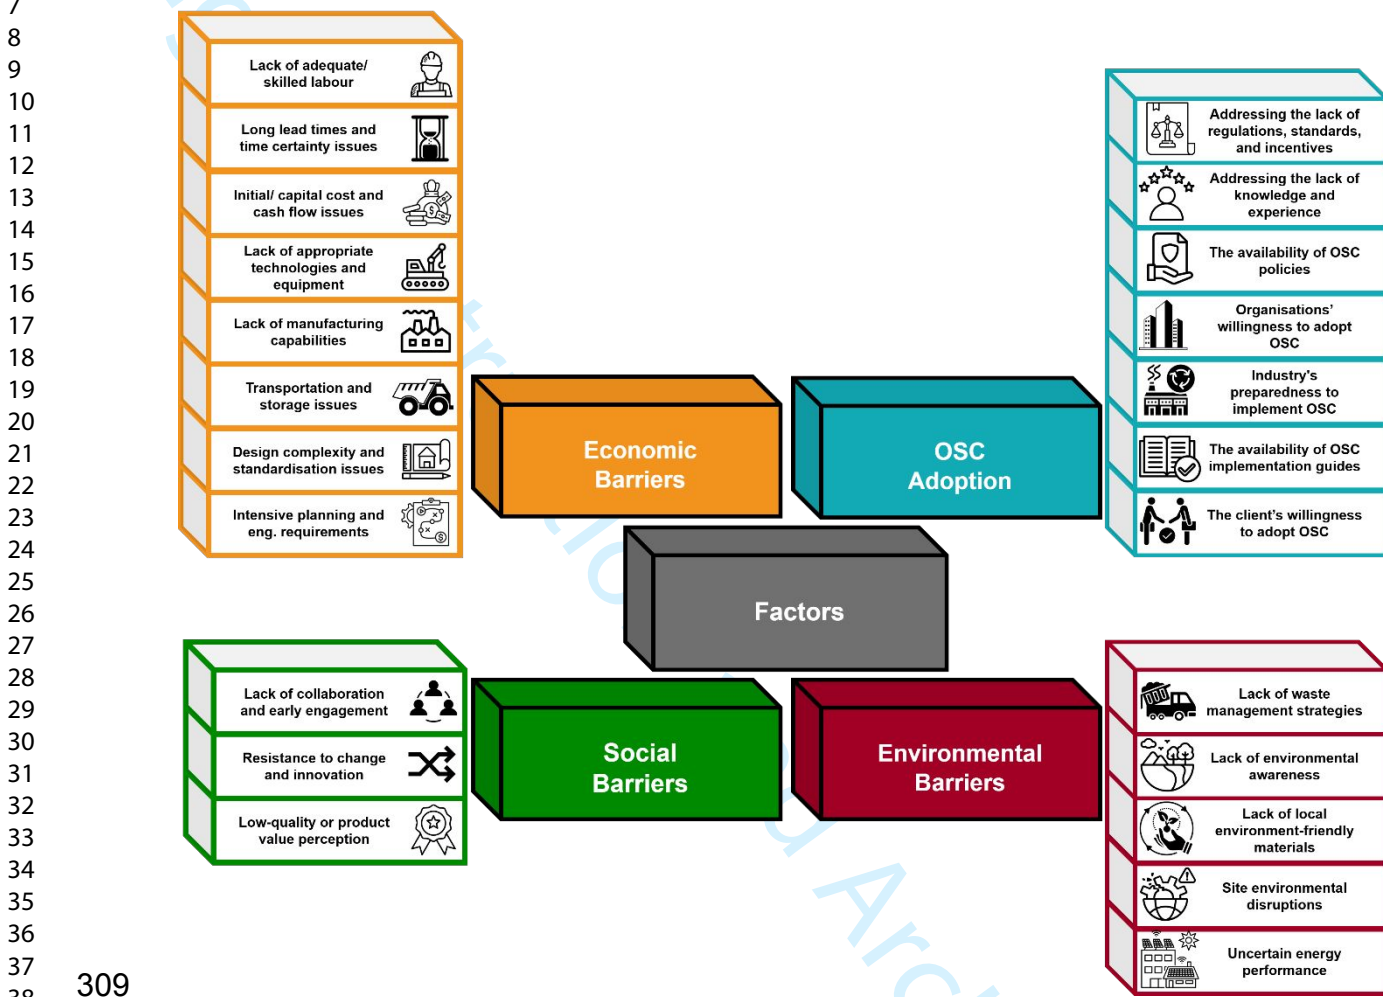 7
8
9
10
11
12
13
14
15
16
17
18
19
20
21
22
23
24
25
26
27
28
29
30
31
32
33
34
35
36
37
38
309
Lack of adequate/
skilled labour
Long lead times and
time certainty issues
Initial/ capital cost and
cash flow issues
Lack of appropriate
technologies and
equipment
Lack of manufacturing
capabilities
Transportation and
storage issues
Design complexity and
standardisation issues
Intensive planning and
eng. requirements
Economic
Barriers
OSC
Adoption
Addressing the lack of
regulations, standards,
and incentives
Addressing the lack of
knowledge and
experience
The availability of OSC
policies
Organisations'
willingness to adopt
OSC
Industry's
preparedness to
implement OSC
The availability of OSC
implementation guides
The client's willingness
to adopt OSC
Factors
Lack of collaboration
and early engagement
Resistance to change
and innovation
Low-quality or product
value perception
Social
Barriers
Environmental
Barriers
Lack of waste
management strategies
Lack of environmental
awareness
Lack of local
environment-friendly
materials
Site environmental
disruptions
Uncertain energy
performance